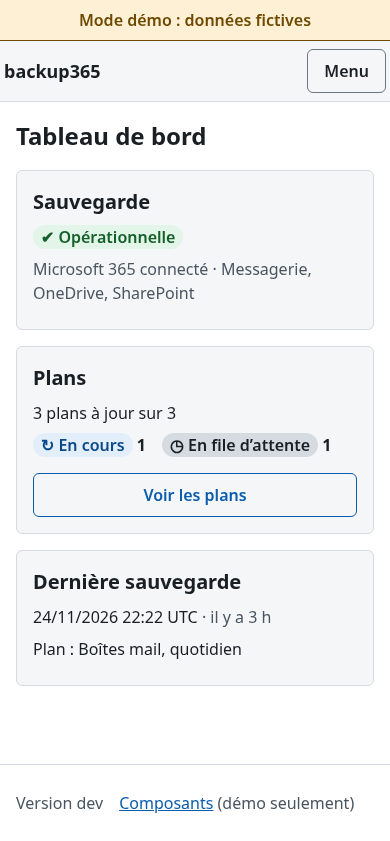 Mode démo : données fictives
backup365
Menu
Tableau de bord
Sauvegarde
✔ Opérationnelle
Microsoft 365 connecté · Messagerie,
OneDrive, SharePoint
Plans
3 plans à jour sur 3
↻ En cours 1 ◷ En file d’attente 1
Voir les plans
Dernière sauvegarde
24/11/2026 22:22 UTC · il y a 3 h
Plan : Boîtes mail, quotidien
Version dev Composants (démo seulement)